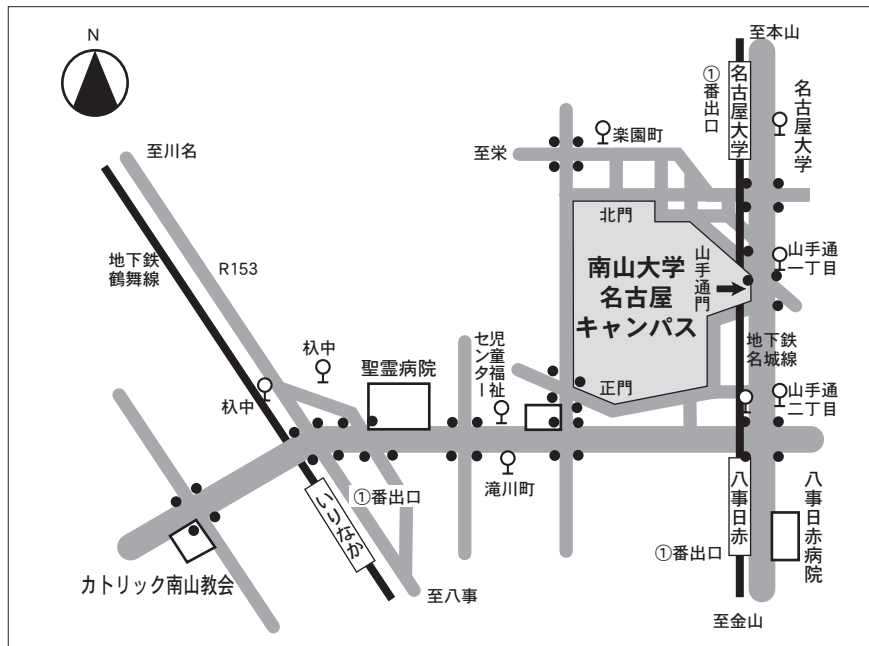 N
至本山
①番出口
名古屋大学
名古屋大学
楽園町
至栄
至川名
北門
地下鉄
鶴舞線
R153
南山大学
名古屋
キャンパス
山手通門
山手通
一丁目
杁中
杁中
聖霊病院
児童福祉
センター
正門
地下鉄
名城線
山手通
二丁目
①番出口
いりなか
滝川町
八事日赤
八事日赤病院
①番出口
カトリック南山教会
至八事
至金山